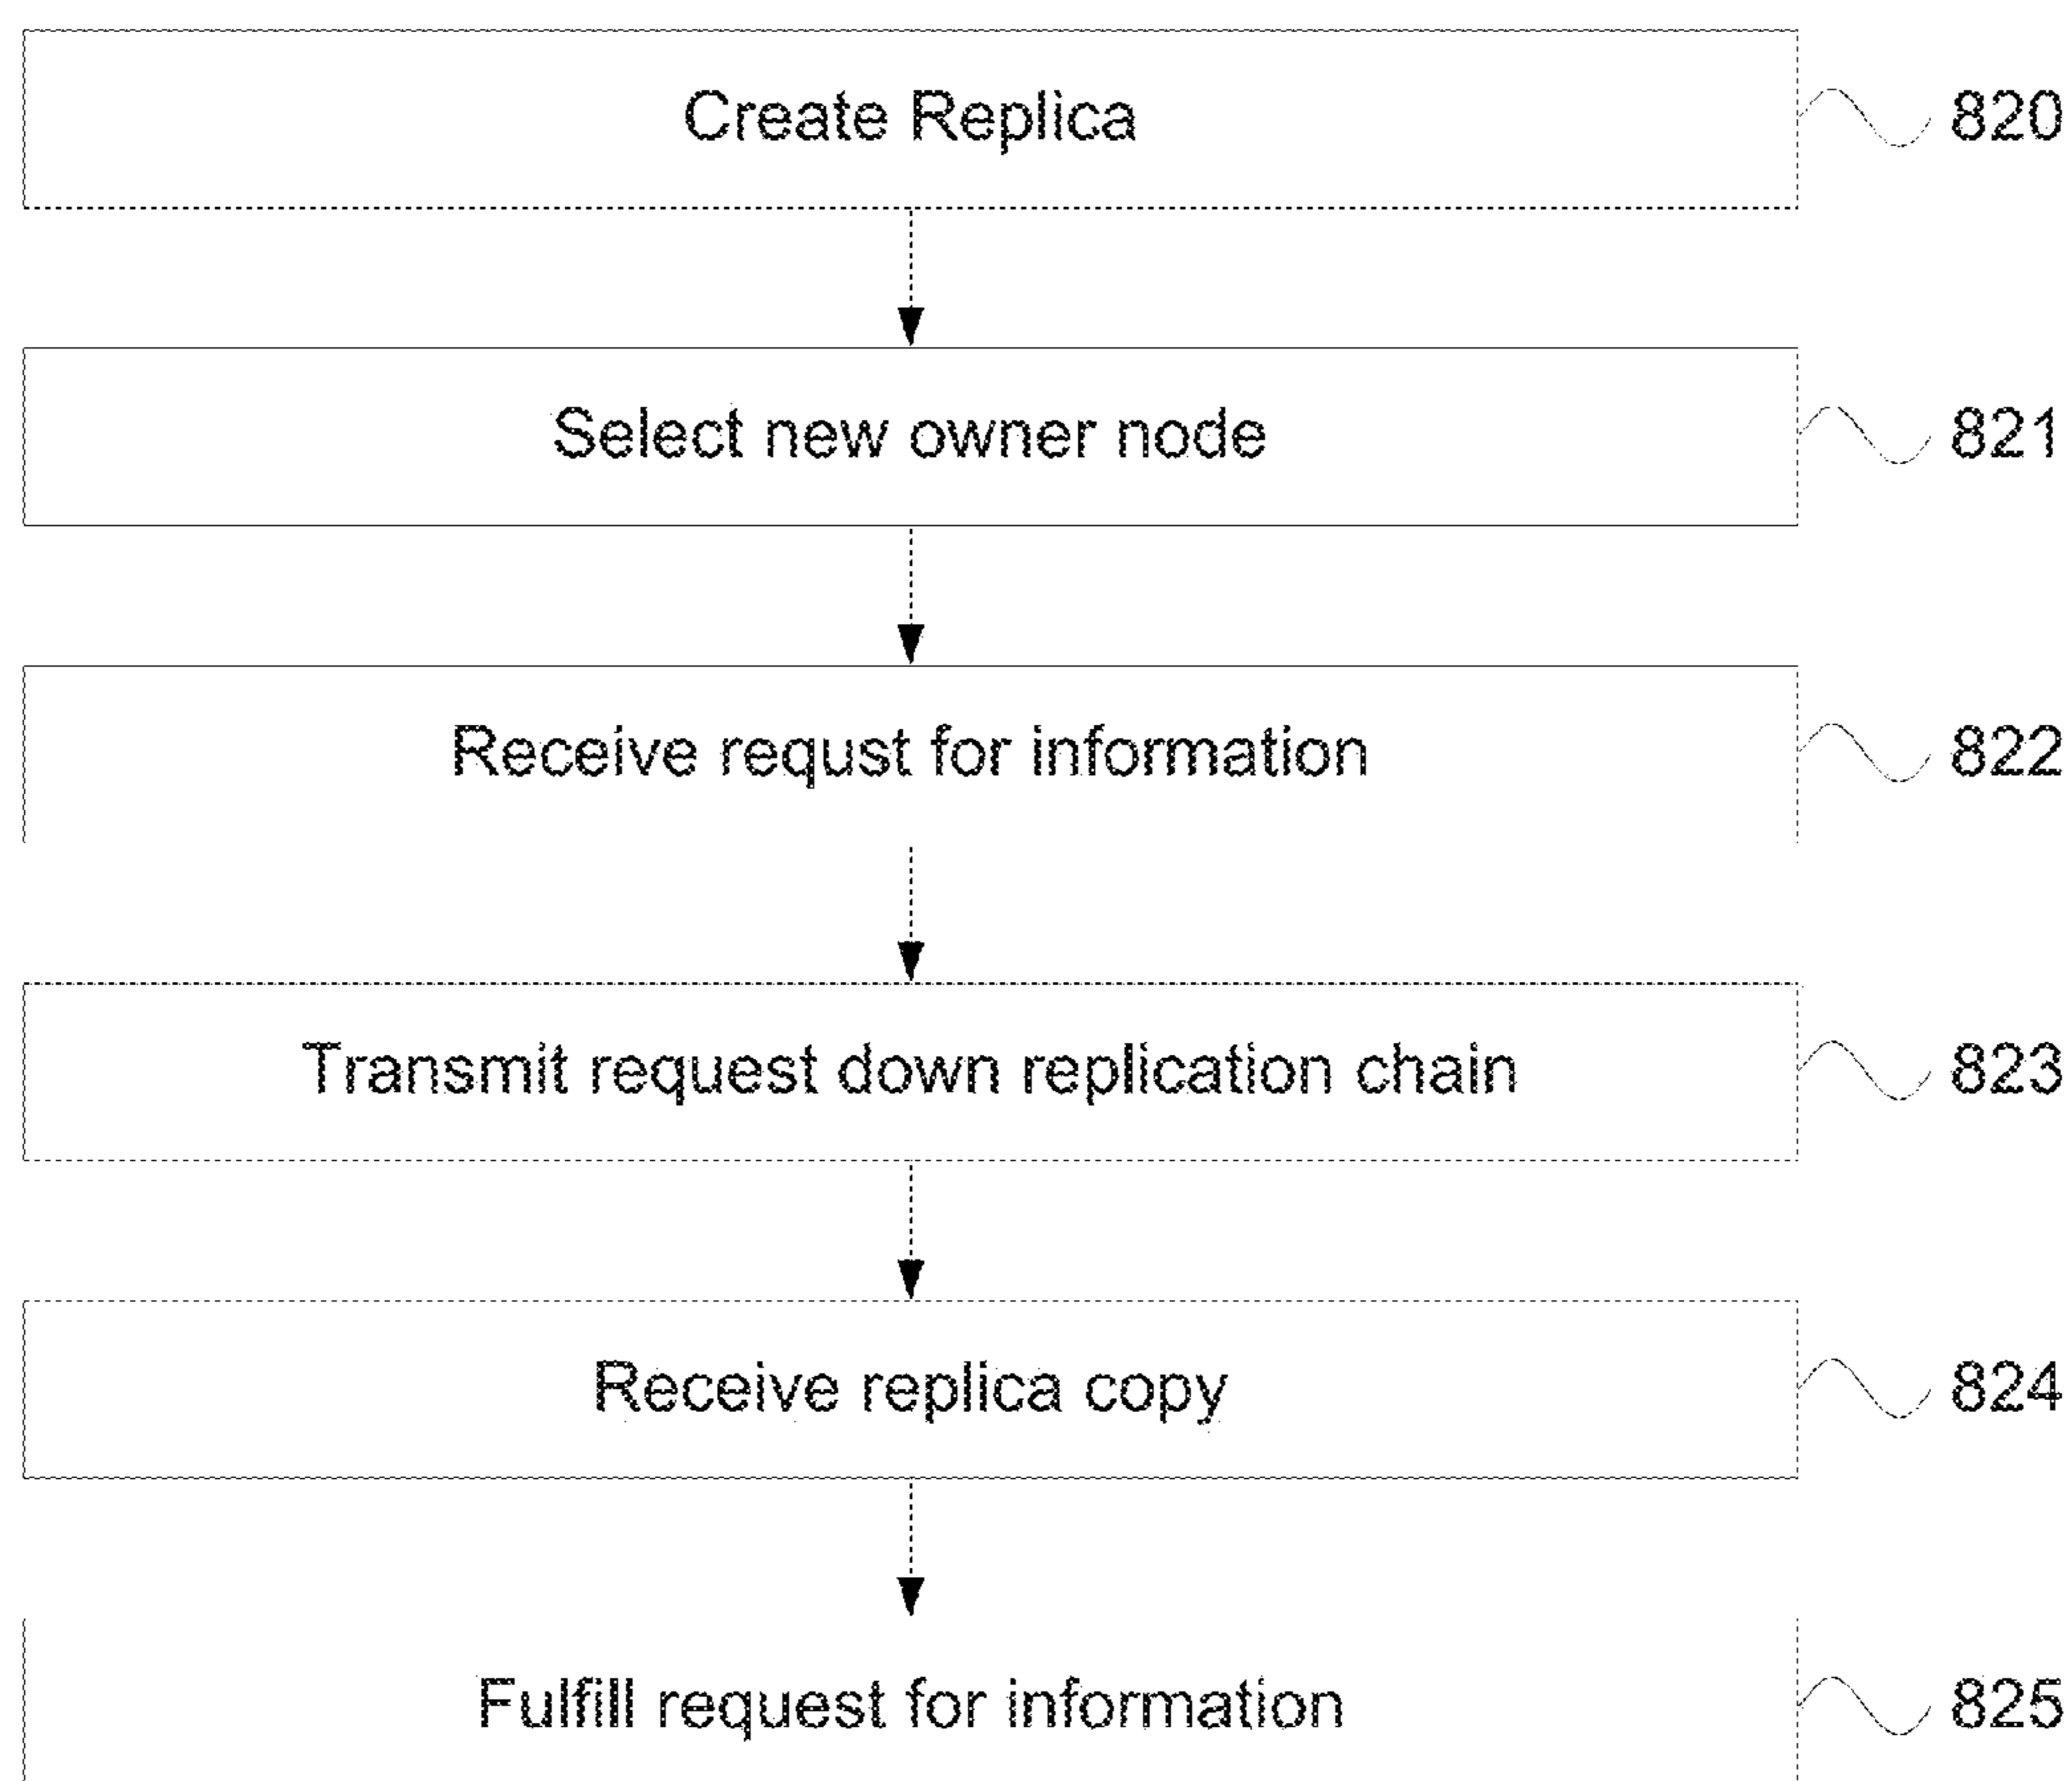 Create Replica 820
Select new owner node 821
Receive requst for information 822
Transmit request down replication chain 823
Receive replica copy 824
Fulfill request for information 825